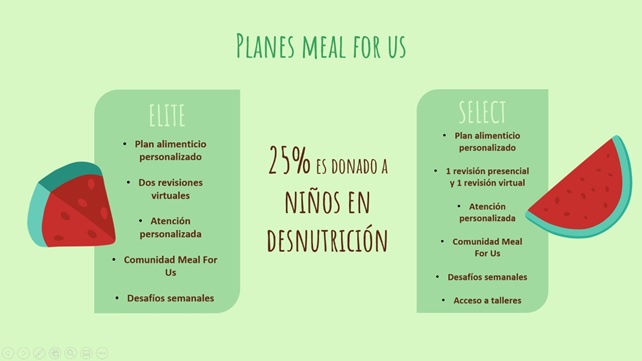 Planes meal for us
ELITE
• Plan alimenticio
personalizado
• Dos revisiones
virtuales
• Atención
personalizada
• Comunidad Meal For
Us
• Desafíos semanales
25% es donado a
niños en
desnutrición
SELECT
• Plan alimenticio
personalizado
• 1 revisión presencial
y 1 revisión virtual
• Atención
personalizada
• Comunidad Meal
For Us
• Desafíos semanales
• Acceso a talleres